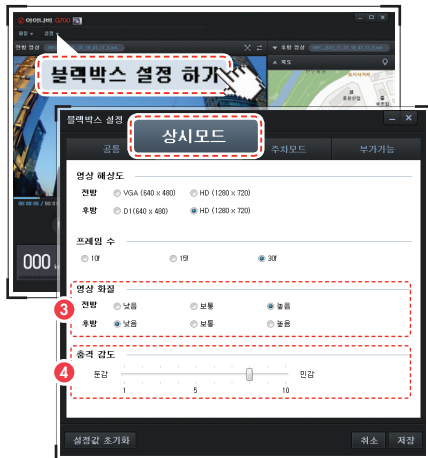 아이나비 G700
파일 설정
전방 영상
후방 영상
지도
블랙박스 설정 하기
블랙박스 설정
공통 상시모드 주차모드 부가기능
영상 해상도
전방 VGA (640 x 480) HD (1280 x 720)
후방 D1(640 x 480) HD (1280 x 720)
프레임 수
10f 15f 30f
영상 화질
3 전방 낮음 보통 높음
후방 낮음 보통 높음
충격 감도
4 둔감 민감
1 5 10
000
설정값 초기화 취소 저장